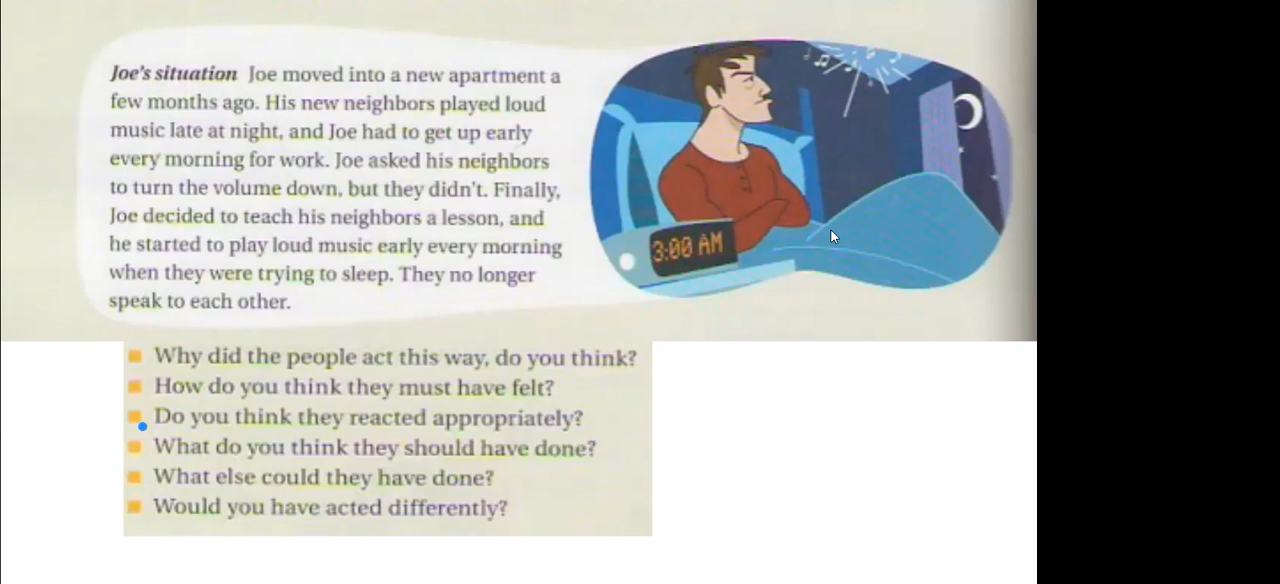 Joe's situation Joe moved into a new apartment a
few months ago. His new neighbors played loud
music late at night, and Joe had to get up early
every morning for work. Joe asked his neighbors
to turn the volume down, but they didn't. Finally,
Joe decided to teach his neighbors a lesson, and
he started to play loud music early every morning
when they were trying to sleep. They no longer
speak to each other.
3:00 AM
Why did the people act this way, do you think?
How do you think they must have felt?
Do you think they reacted appropriately?
What do you think they should have done?
What else could they have done?
Would you have acted differently?